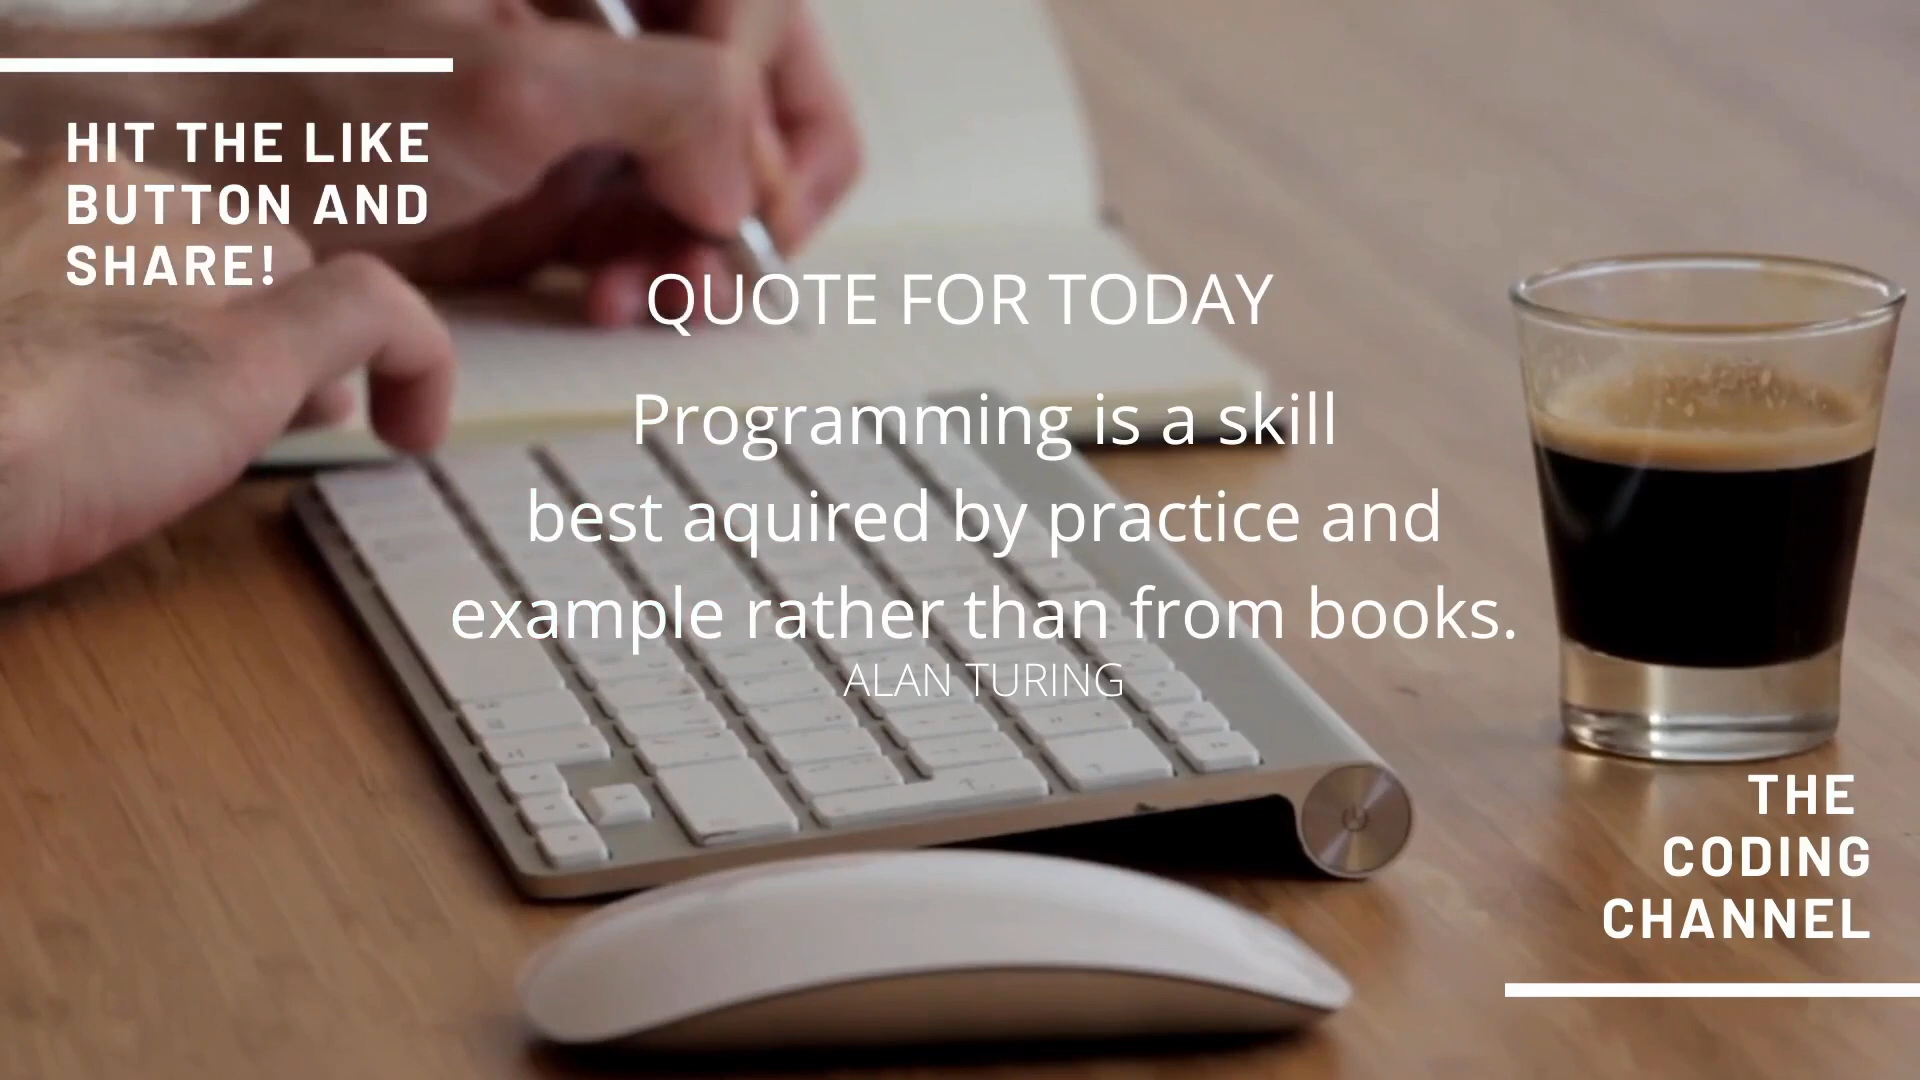 HIT THE LIKE
BUTTON AND
SHARE!
QUOTE FOR TODAY
Programming is a skill
best aquired by practice and
example rather than from books.
ALAN TURING
THE
CODING
CHANNEL